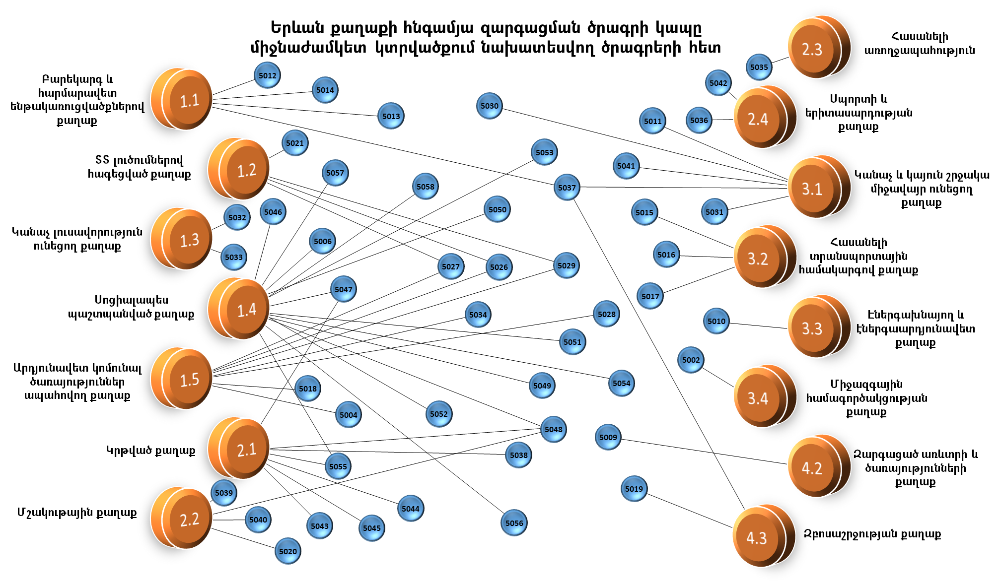 Երևան քաղաքի հնգամյա զարգացման ծրագրի կապը
միջնաժամկետ կտրվածքում նախատեսվող ծրագրերի հետ
1.1
Բարեկարգ և
հարմարավետ
ենթակառուցվածքներով
քաղաք
1.2
ՏՏ լուծումներով
հագեցված քաղաք
1.3
Կանաչ լուսավորություն
ունեցող քաղաք
1.4
Սոցիալապես
պաշտպանված քաղաք
1.5
Արդյունավետ կոմունալ
ծառայություններ
ապահովող քաղաք
2.1
Կրթված քաղաք
2.2
Մշակութային քաղաք
5012
5014
5013
5030
5021
5057
5058
5053
5037
5032
5046
5050
5033
5006
5027
5026
5029
5047
5034
5028
5051
5018
5049
5054
5004
5052
5048
5038
5055
5039
5040
5043
5045
5044
5056
5020
5035
5042
5011
5036
5041
5015
5031
5016
5017
5010
5002
5009
5019
2.3
Հասանելի
առողջապահություն
2.4
Սպորտի և
երիտասարդության
քաղաք
3.1
Կանաչ և կայուն շրջակա
միջավայր ունեցող
քաղաք
3.2
Հասանելի
տրանսպորտային
համակարգով քաղաք
3.3
Էներգախնայող և
էներգաարդյունավետ
քաղաք
3.4
Միջազգային
համագործակցության
քաղաք
4.2
Զարգացած առևտրի և
ծառայությունների
քաղաք
4.3
Զբոսաշրջության քաղաք